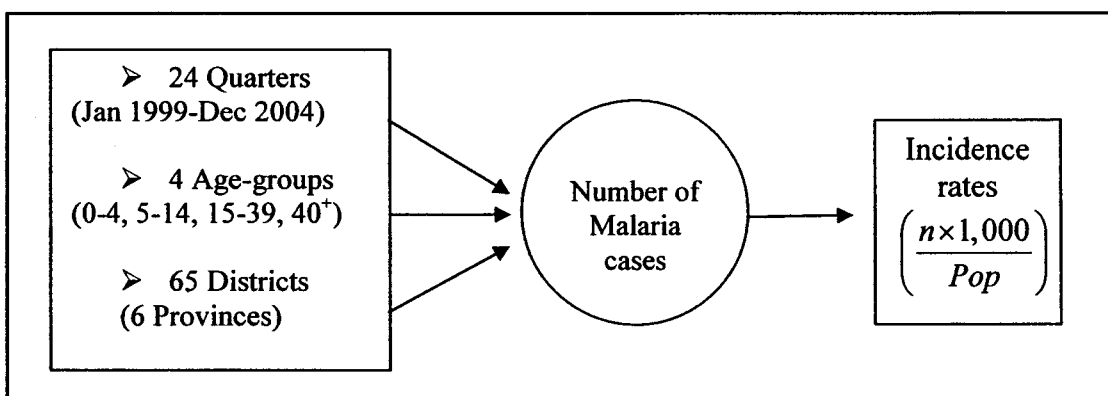 ➢ 24 Quarters
(Jan 1999-Dec 2004)
➢ 4 Age-groups
(0-4, 5-14, 15-39, 40⁺)
➢ 65 Districts
(6 Provinces)
Number of
Malaria
cases
Incidence
rates
(n×1,000
Pop)